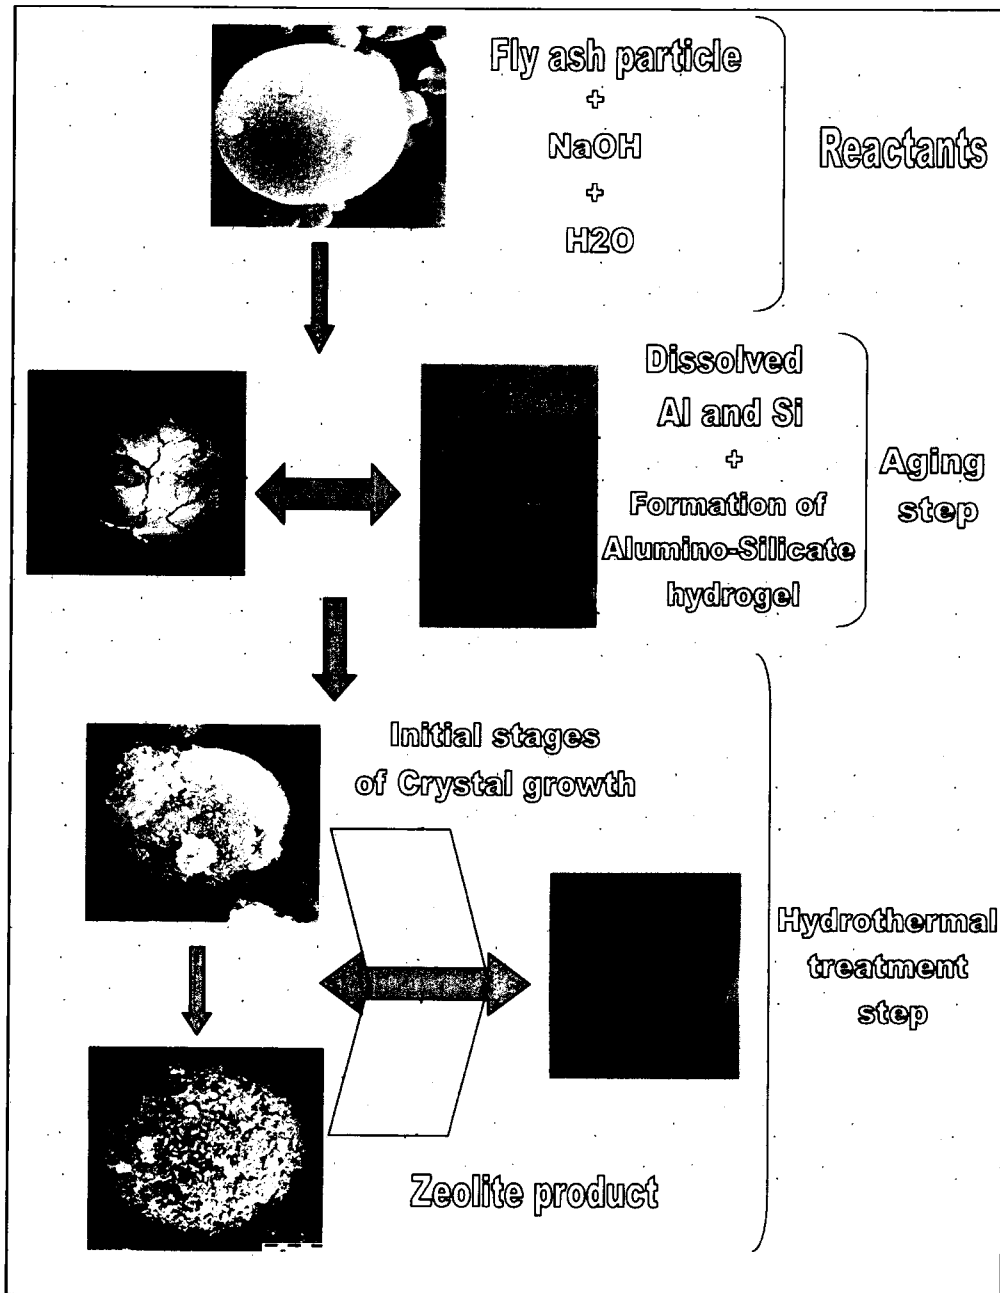 Fly ash particle
+
NaOH
+
H2O
Reactants
Dissolved
Al and Si
+
Formation of
Alumino-Silicate
hydrogel
Aging
step
Initial stages
of Crystal growth
Hydrothermal
treatment
step
Zeolite product